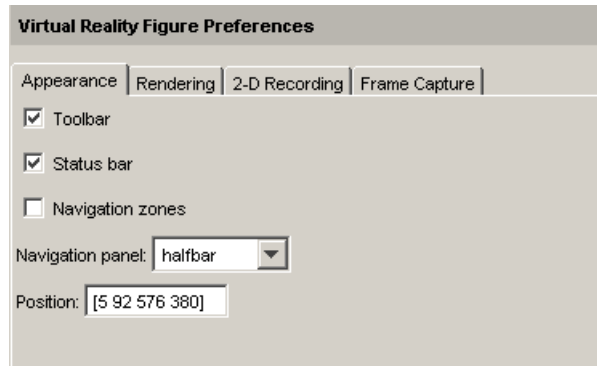 Virtual Reality Figure Preferences
Appearance Rendering 2-D Recording Frame Capture
Toolbar
Status bar
Navigation zones
Navigation panel: halfbar
Position: [5 92 576 380]